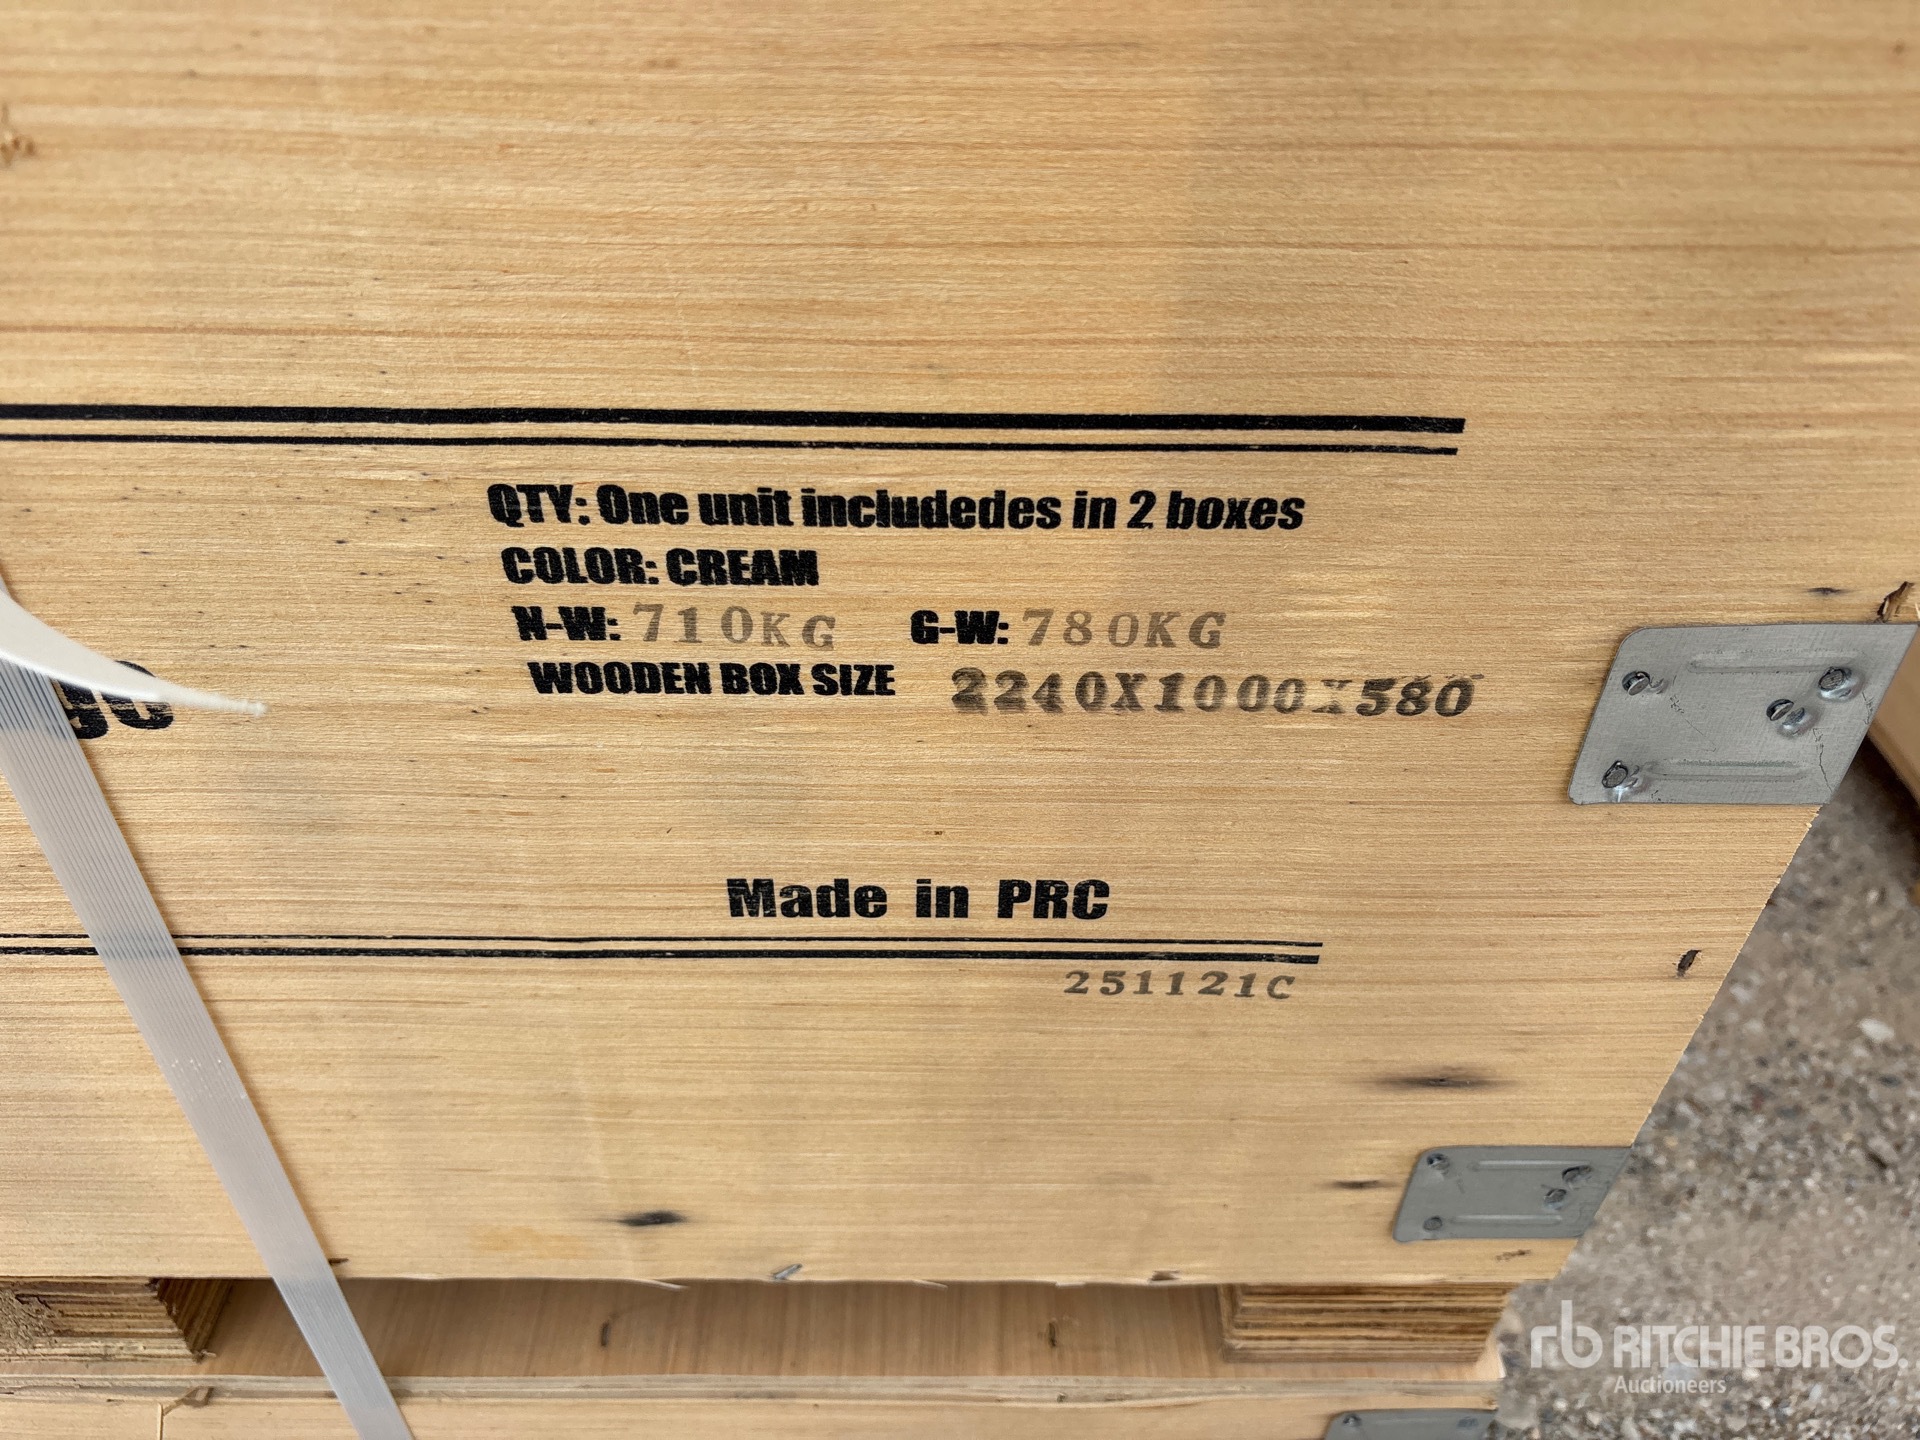 QTY: One unit includedes in 2 boxes
COLOR: CREAM
N-W: 710KG G-W: 780KG
WOODEN BOX SIZE 2240X1000X580
Made in PRC
251121C
rb RITCHIE BROS.
Auctioneers